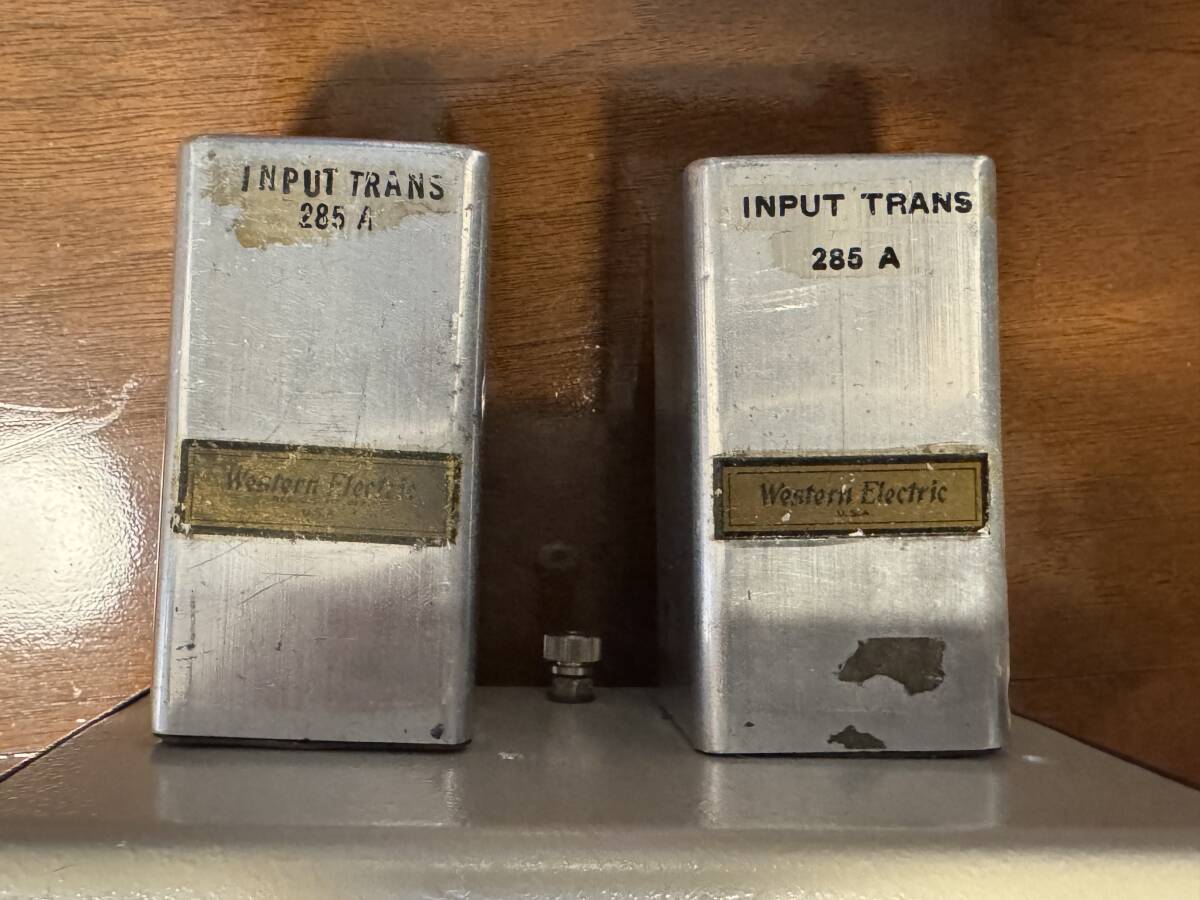 INPUT TRANS
285 A
Western Electric
INPUT TRANS
285 A
Western Electric
U.S.A.